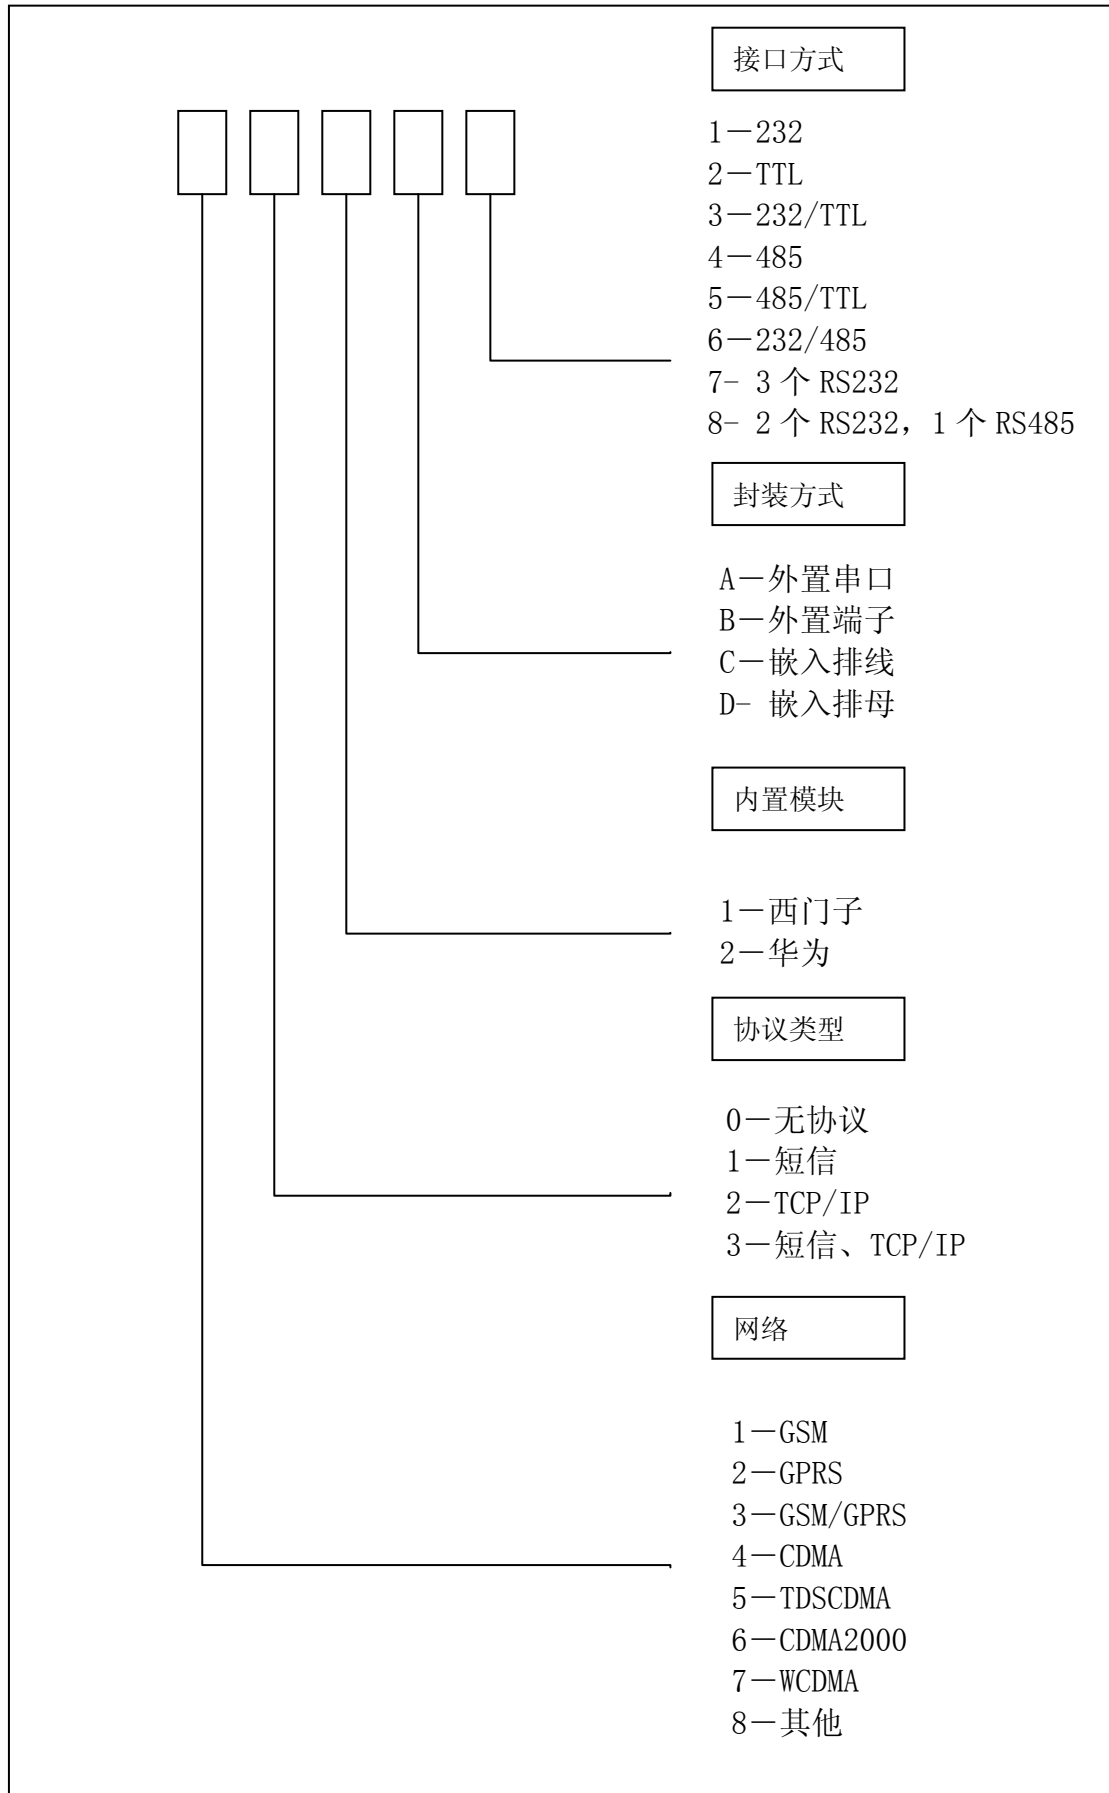 接口方式
1－232
2－TTL
3－232/TTL
4－485
5－485/TTL
6－232/485
7- 3 个 RS232
8- 2 个 RS232，1 个 RS485
封装方式
A－外置串口
B－外置端子
C－嵌入排线
D- 嵌入排母
内置模块
1－西门子
2－华为
协议类型
0－无协议
1－短信
2－TCP/IP
3－短信、TCP/IP
网络
1－GSM
2－GPRS
3－GSM/GPRS
4－CDMA
5－TDSCDMA
6－CDMA2000
7－WCDMA
8－其他